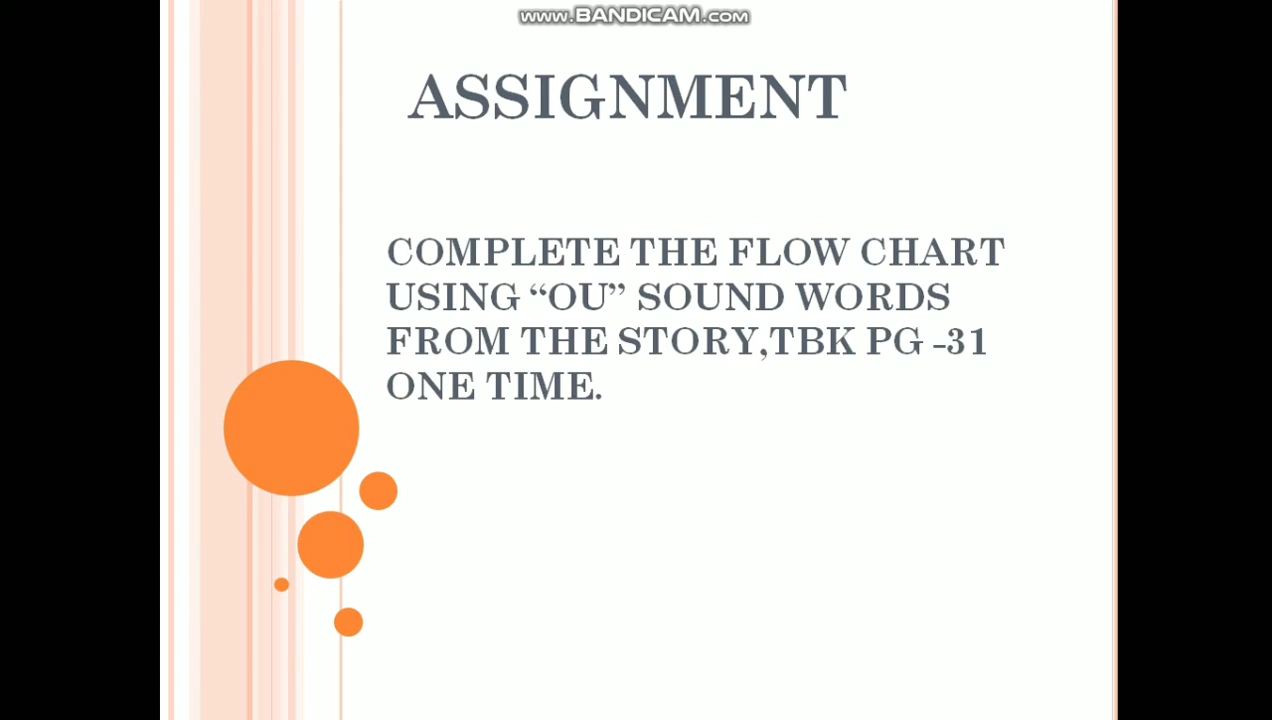 www.BANDICAM.com
ASSIGNMENT
COMPLETE THE FLOW CHART
USING “OU” SOUND WORDS
FROM THE STORY,TBK PG -31
ONE TIME.